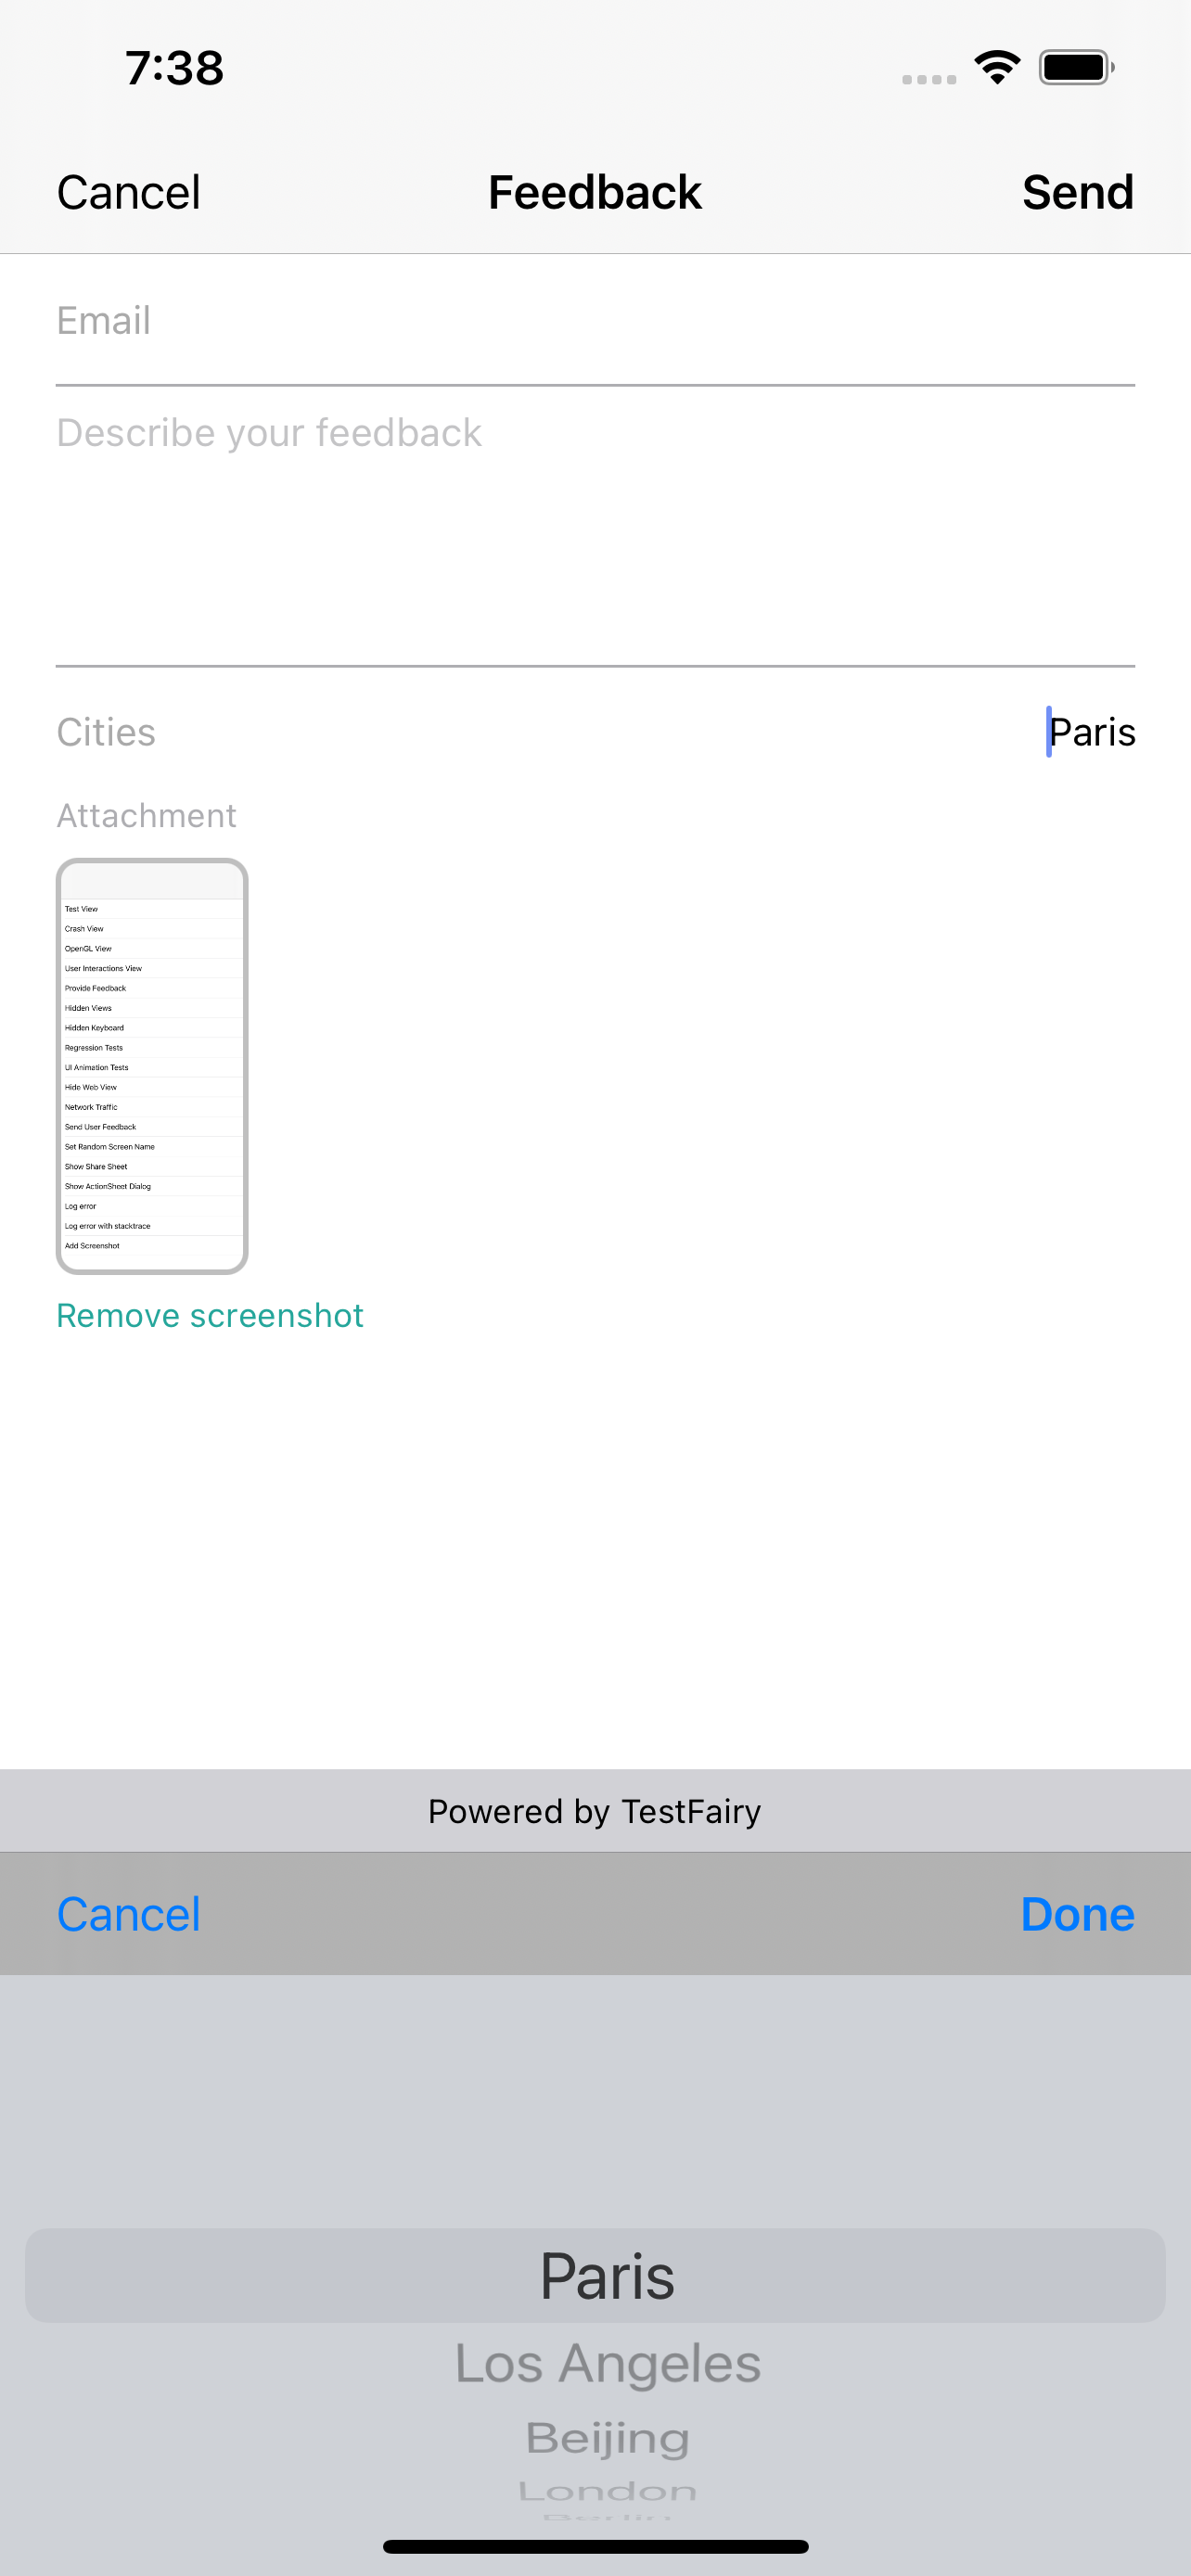 7:38
Cancel Feedback Send
Email
Describe your feedback
Cities Paris
Attachment
Test View
Crash View
OpenGL View
User Interactions View
Provide Feedback
Hidden Views
Hidden Keyboard
Regression Tests
UI Animation Tests
Hide Web View
Network Traffic
Send User Feedback
Set Random Screen Name
Show Share Sheet
Show ActionSheet Dialog
Log error
Log error with stacktrace
Add Screenshot
Remove screenshot
Powered by TestFairy
Cancel Done
Paris
Los Angeles
Beijing
London
Berlin